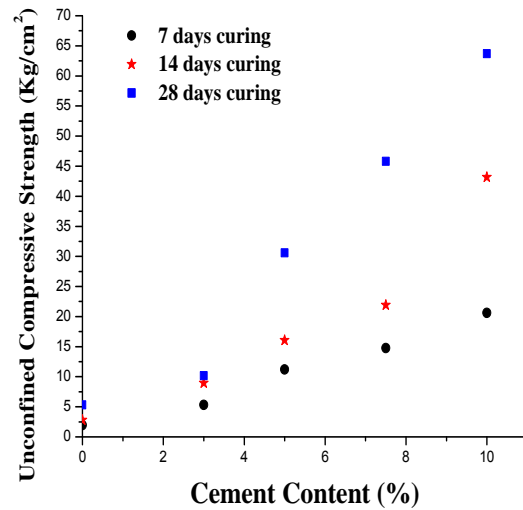 Unconfined Compressive Strength (Kg/cm²)
70
65
60
55
50
45
40
35
30
25
20
15
10
5
0
7 days curing
14 days curing
28 days curing
0 2 4 6 8 10
Cement Content (%)